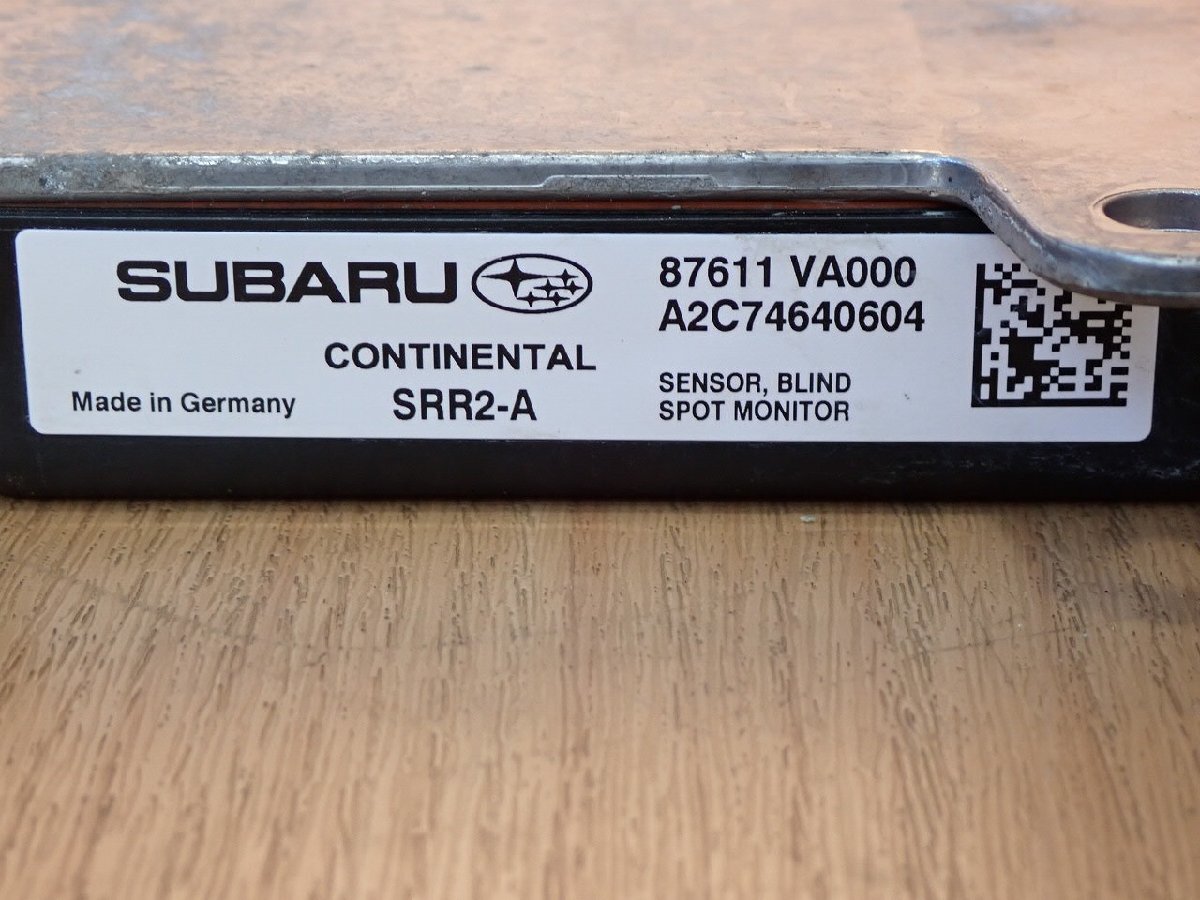 SUBARU
CONTINENTAL
Made in Germany
SRR2-A
87611 VA000
A2C74640604
SENSOR, BLIND
SPOT MONITOR